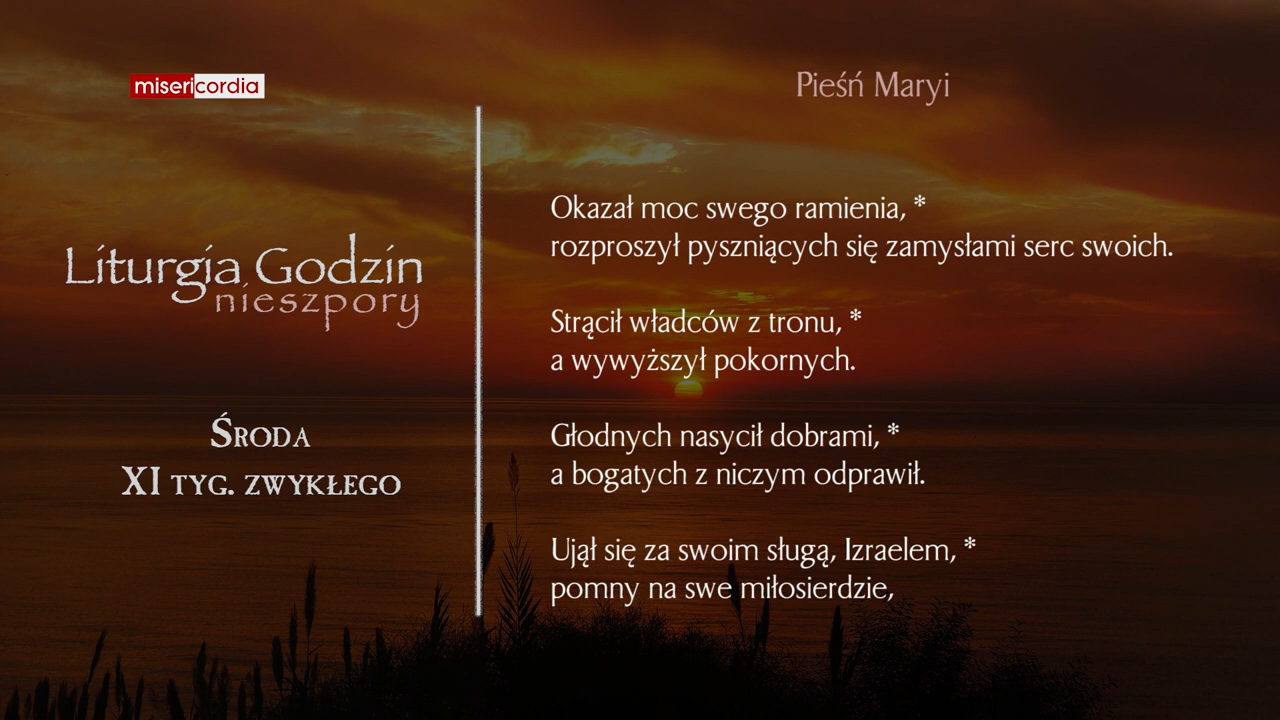 misericordia
Liturgia Godzin
nieszpory
Środa
XI tyg. zwykłego
Pieśń Maryi
Okazał moc swego ramienia, *
rozproszył pyszniących się zamysłami serc swoich.
Strącił władców z tronu, *
a wywyższył pokornych.
Głodnych nasycił dobrami, *
a bogatych z niczym odprawił.
Ujął się za swoim sługą, Izraelem, *
pomny na swe miłosierdzie,